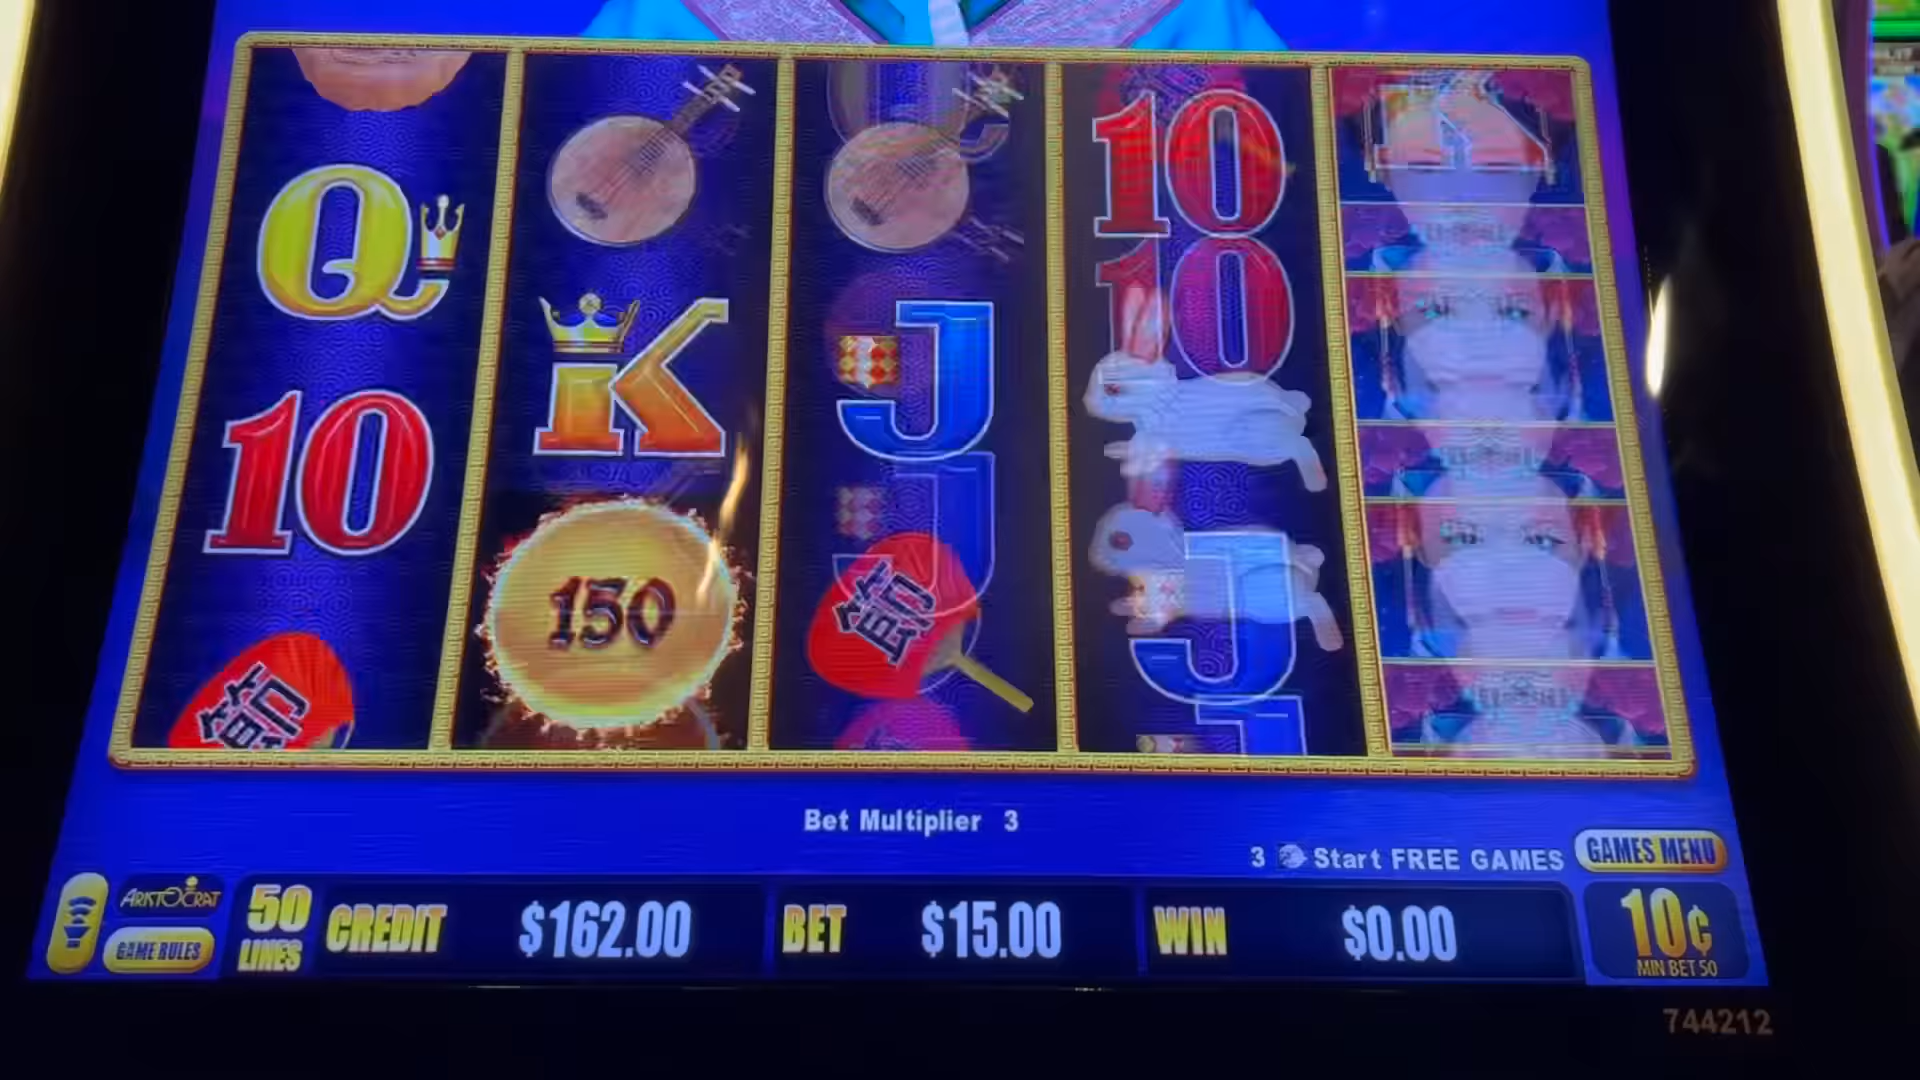 Q
10
K
150
J
J
10
10
J
J
K
Bet Multiplier 3
3 Start FREE GAMES
GAMES MENU
ARISTOCRAT
GAME RULES
50 LINES
CREDIT $162.00
BET $15.00
WIN $0.00
10¢
MIN BET 50
744212